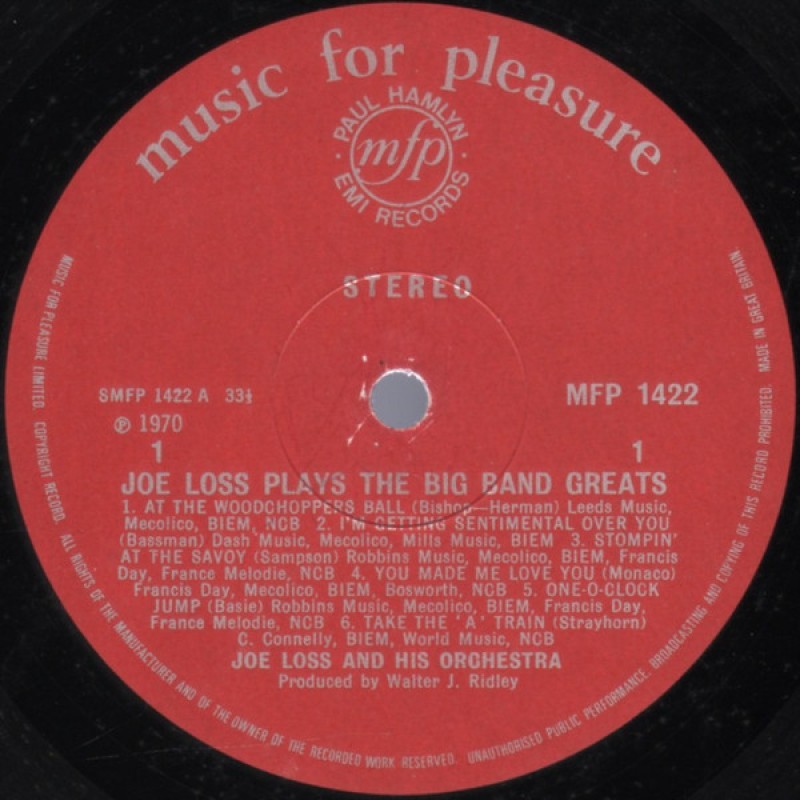 music for pleasure
PAUL HAMLYN
mfp
EMI RECORDS
STEREO
SMFP 1422 A 33⅓
MFP 1422
℗ 1970
1
1
JOE LOSS PLAYS THE BIG BAND GREATS
1. AT THE WOODCHOPPERS BALL (Bishop—Herman) Leeds Music,
Mecolico, BIEM, NCB 2. I'M GETTING SENTIMENTAL OVER YOU
(Bassman) Dash Music, Mecolico, Mills Music, BIEM 3. STOMPIN'
AT THE SAVOY (Sampson) Robbins Music, Mecolico, BIEM, Francis
Day, France Melodie, NCB 4. YOU MADE ME LOVE YOU (Monaco)
Francis Day, Mecolico, BIEM, Bosworth, NCB 5. ONE-O-CLOCK
JUMP (Basie) Robbins Music, Mecolico, BIEM, Francis Day,
France Melodie, NCB 6. TAKE THE 'A' TRAIN (Strayhorn)
C. Connelly, BIEM, World Music, NCB
JOE LOSS AND HIS ORCHESTRA
Produced by Walter J. Ridley
MUSIC FOR PLEASURE LIMITED. COPYRIGHT RECORD. ALL RIGHTS OF THE MANUFACTURER AND OF THE OWNER OF THE RECORDED WORK RESERVED. UNAUTHORISED PUBLIC PERFORMANCE, BROADCASTING AND COPYING OF THIS RECORD PROHIBITED. MADE IN GREAT BRITAIN.